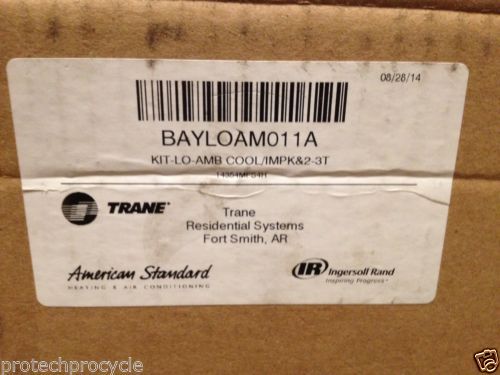 08/28/14
BAYLOAM011A
KIT-LO-AMB COOL/IMPK&2-3T
TRANE
Trane
Residential Systems
Fort Smith, AR
American Standard
HEATING & AIR CONDITIONING
IR Ingersoll Rand
Inspiring Progress
protechprocycle